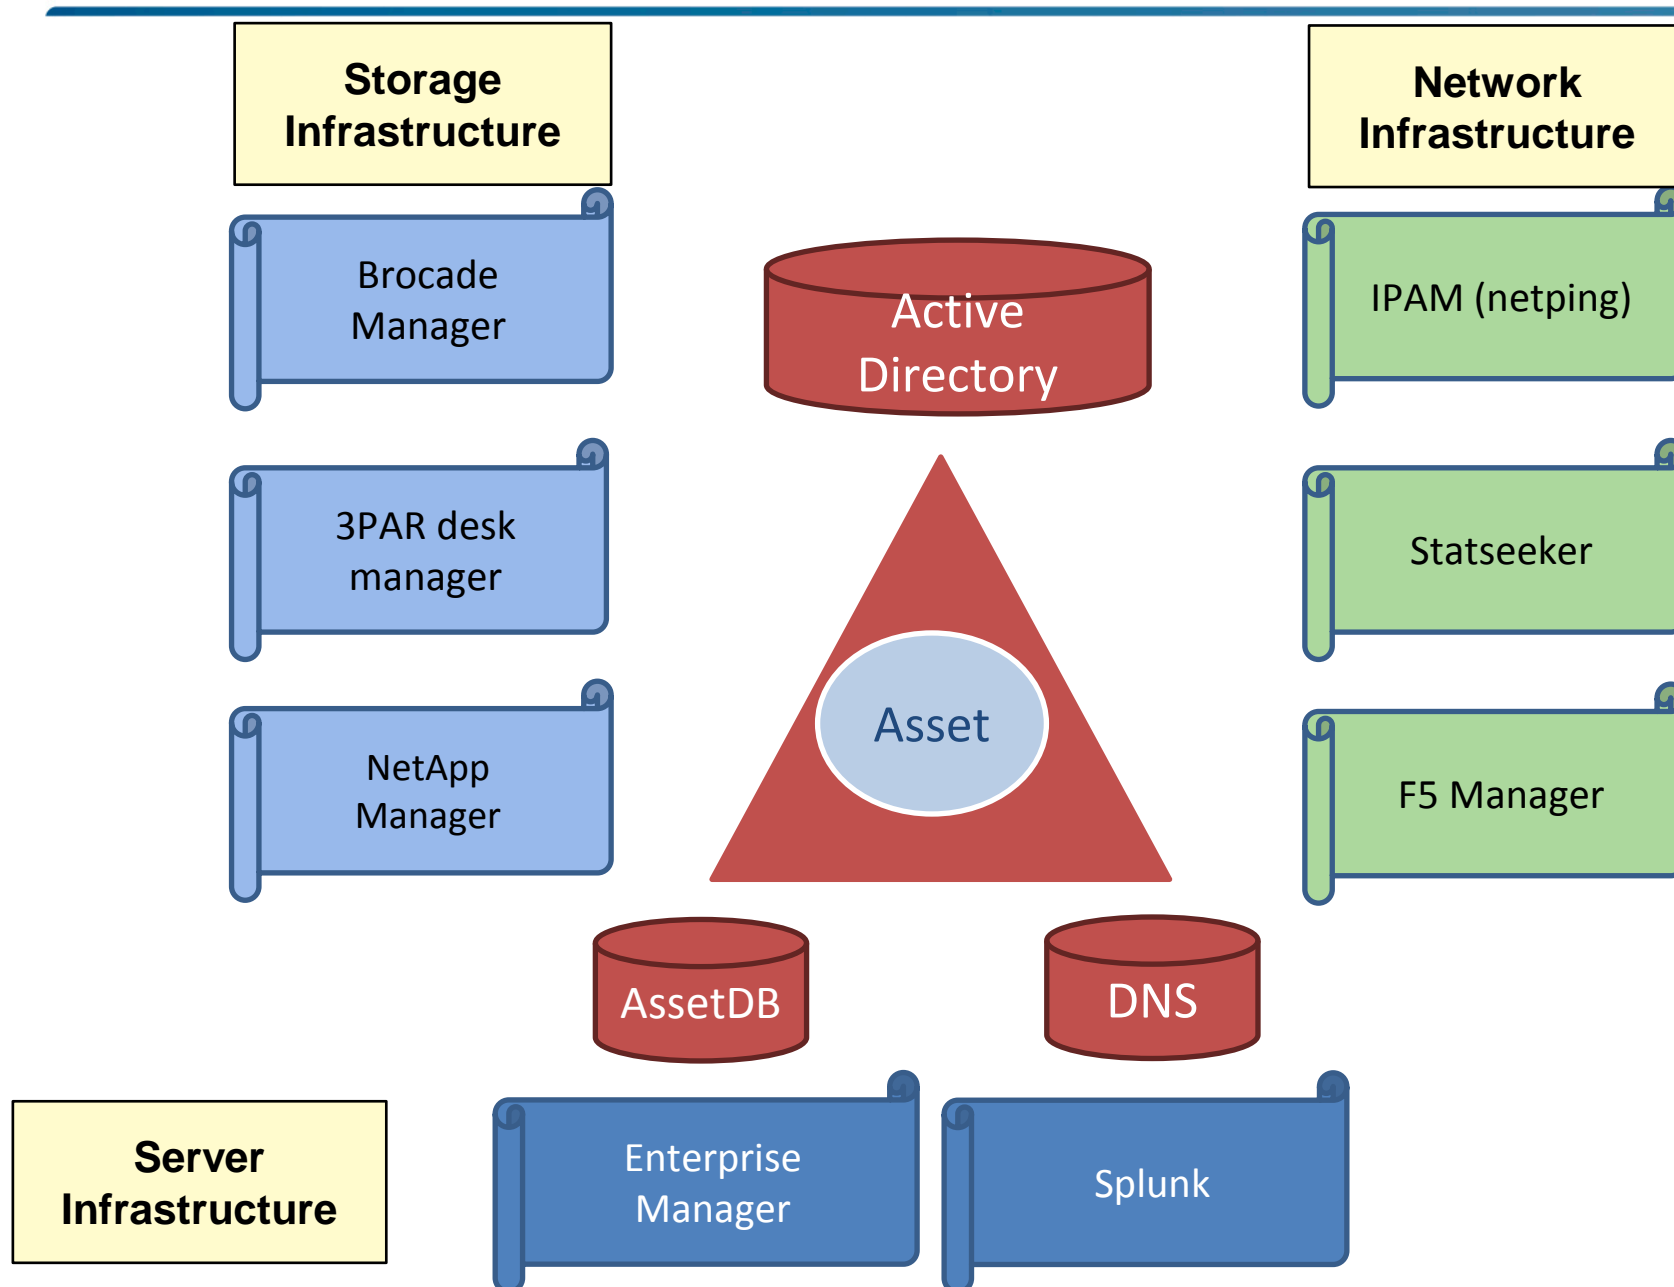 Storage
Infrastructure
Network
Infrastructure
Brocade
Manager
Active
Directory
IPAM (netping)
3PAR desk
manager
Statseeker
Asset
NetApp
Manager
F5 Manager
AssetDB
DNS
Server
Infrastructure
Enterprise
Manager
Splunk